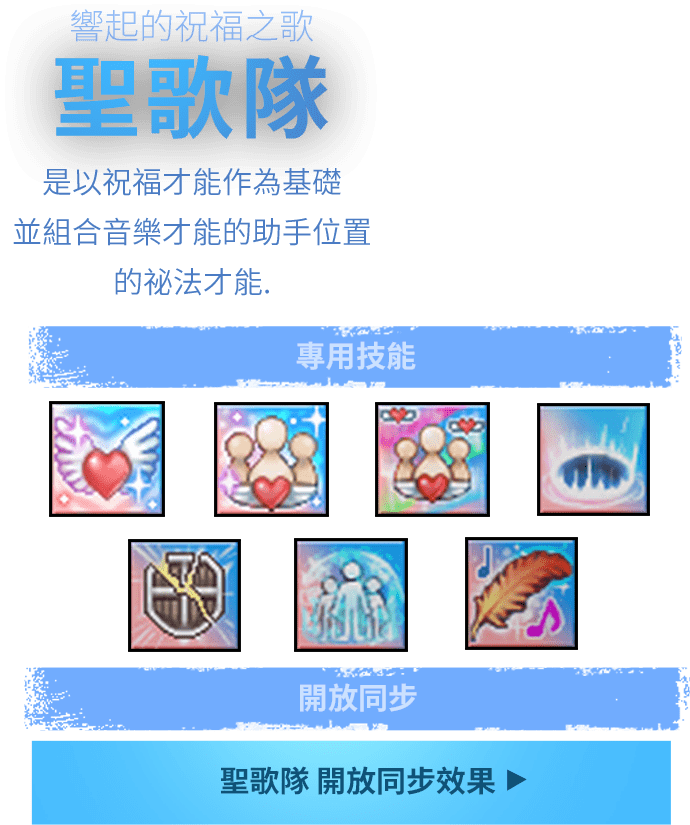 響起的祝福之歌
聖歌隊
是以祝福才能作為基礎
並組合音樂才能的助手位置
的祕法才能.
專用技能
開放同步
聖歌隊 開放同步效果 ▶